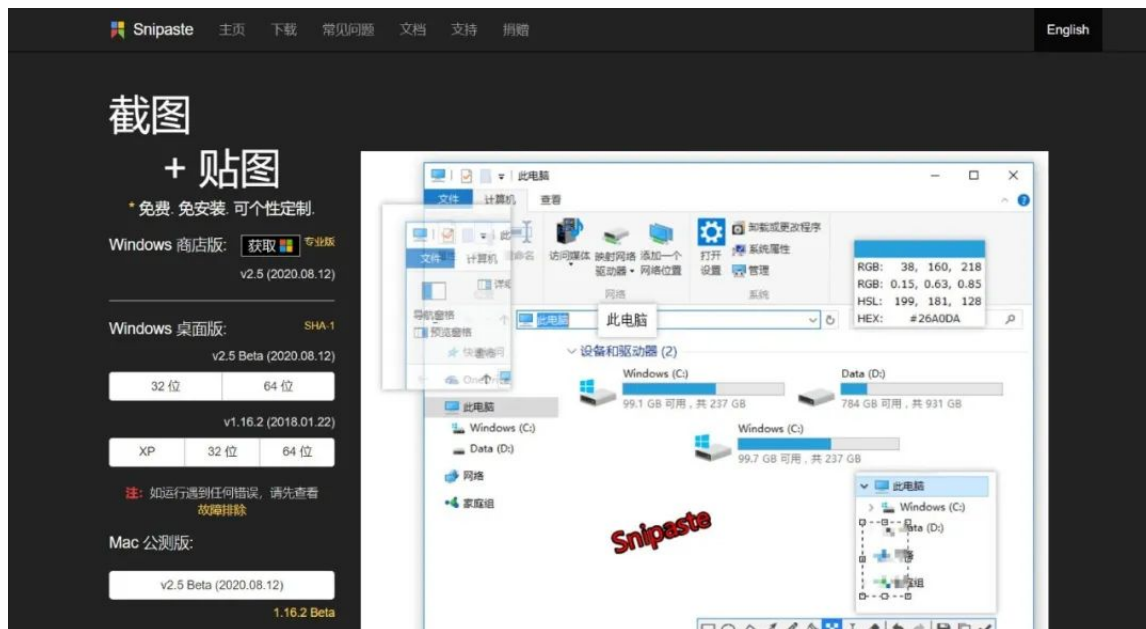 Snipaste 主页 下载 常见问题 文档 支持 捐赠 English
截图
+ 贴图
* 免费. 免安装. 可个性定制.
Windows 商店版: 获取 专业版
v2.5 (2020.08.12)
Windows 桌面版: SHA-1
v2.5 Beta (2020.08.12)
32 位 64 位
v1.16.2 (2018.01.22)
XP 32 位 64 位
注: 如运行遇到任何错误, 请先查看
故障排除
Mac 公测版:
v2.5 Beta (2020.08.12)
1.16.2 Beta
此电脑
文件 计算机 查看
访问媒体 映射网络 添加一个
驱动器 网络位置
打开
设置
卸载或更改程序
系统属性
管理
网络 系统
文件 计算机
导航窗格
预览窗格
此电脑 此电脑
RGB: 38, 160, 218
RGB: 0.15, 0.63, 0.85
HSL: 199, 181, 128
HEX: #26A0DA
设备和驱动器 (2)
Windows (C:)
99.1 GB 可用 , 共 237 GB
Data (D:)
784 GB 可用 , 共 931 GB
Windows (C:)
99.7 GB 可用 , 共 237 GB
此电脑
Windows (C:)
Data (D:)
网络
家庭组
Snipaste
此电脑
Windows (C:)
(D:)